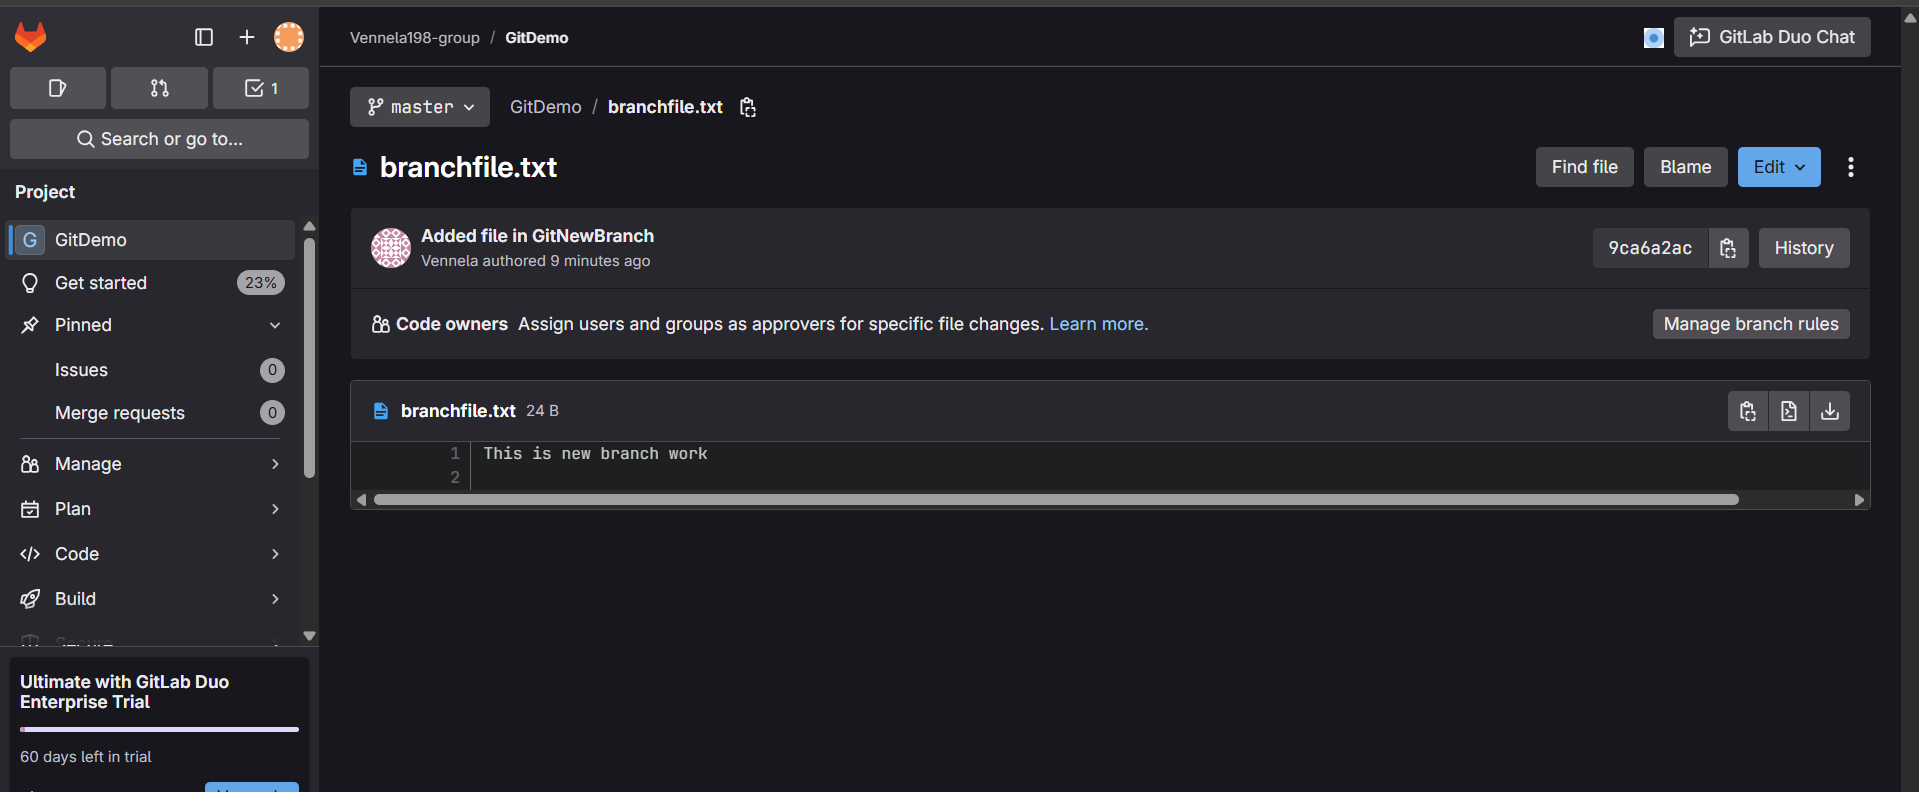 1
Search or go to...
Project
G GitDemo
Get started 23%
Pinned
Issues 0
Merge requests 0
Manage
Plan
Code
Build
Ultimate with GitLab Duo
Enterprise Trial
60 days left in trial
Vennela198-group / GitDemo
GitLab Duo Chat
master GitDemo / branchfile.txt
branchfile.txt
Find file Blame Edit
Added file in GitNewBranch
Vennela authored 9 minutes ago
9ca6a2ac History
Code owners Assign users and groups as approvers for specific file changes. Learn more.
Manage branch rules
branchfile.txt 24 B
1 This is new branch work
2